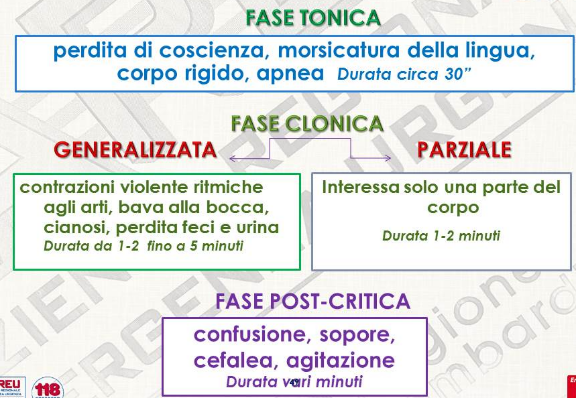 FASE TONICA
perdita di coscienza, morsicatura della lingua,
corpo rigido, apnea Durata circa 30”
FASE CLONICA
GENERALIZZATA
PARZIALE
contrazioni violente ritmiche
agli arti, bava alla bocca,
cianosi, perdita feci e urina
Durata da 1-2 fino a 5 minuti
Interessa solo una parte del
corpo
Durata 1-2 minuti
FASE POST-CRITICA
confusione, sopore,
cefalea, agitazione
Durata vari minuti
118